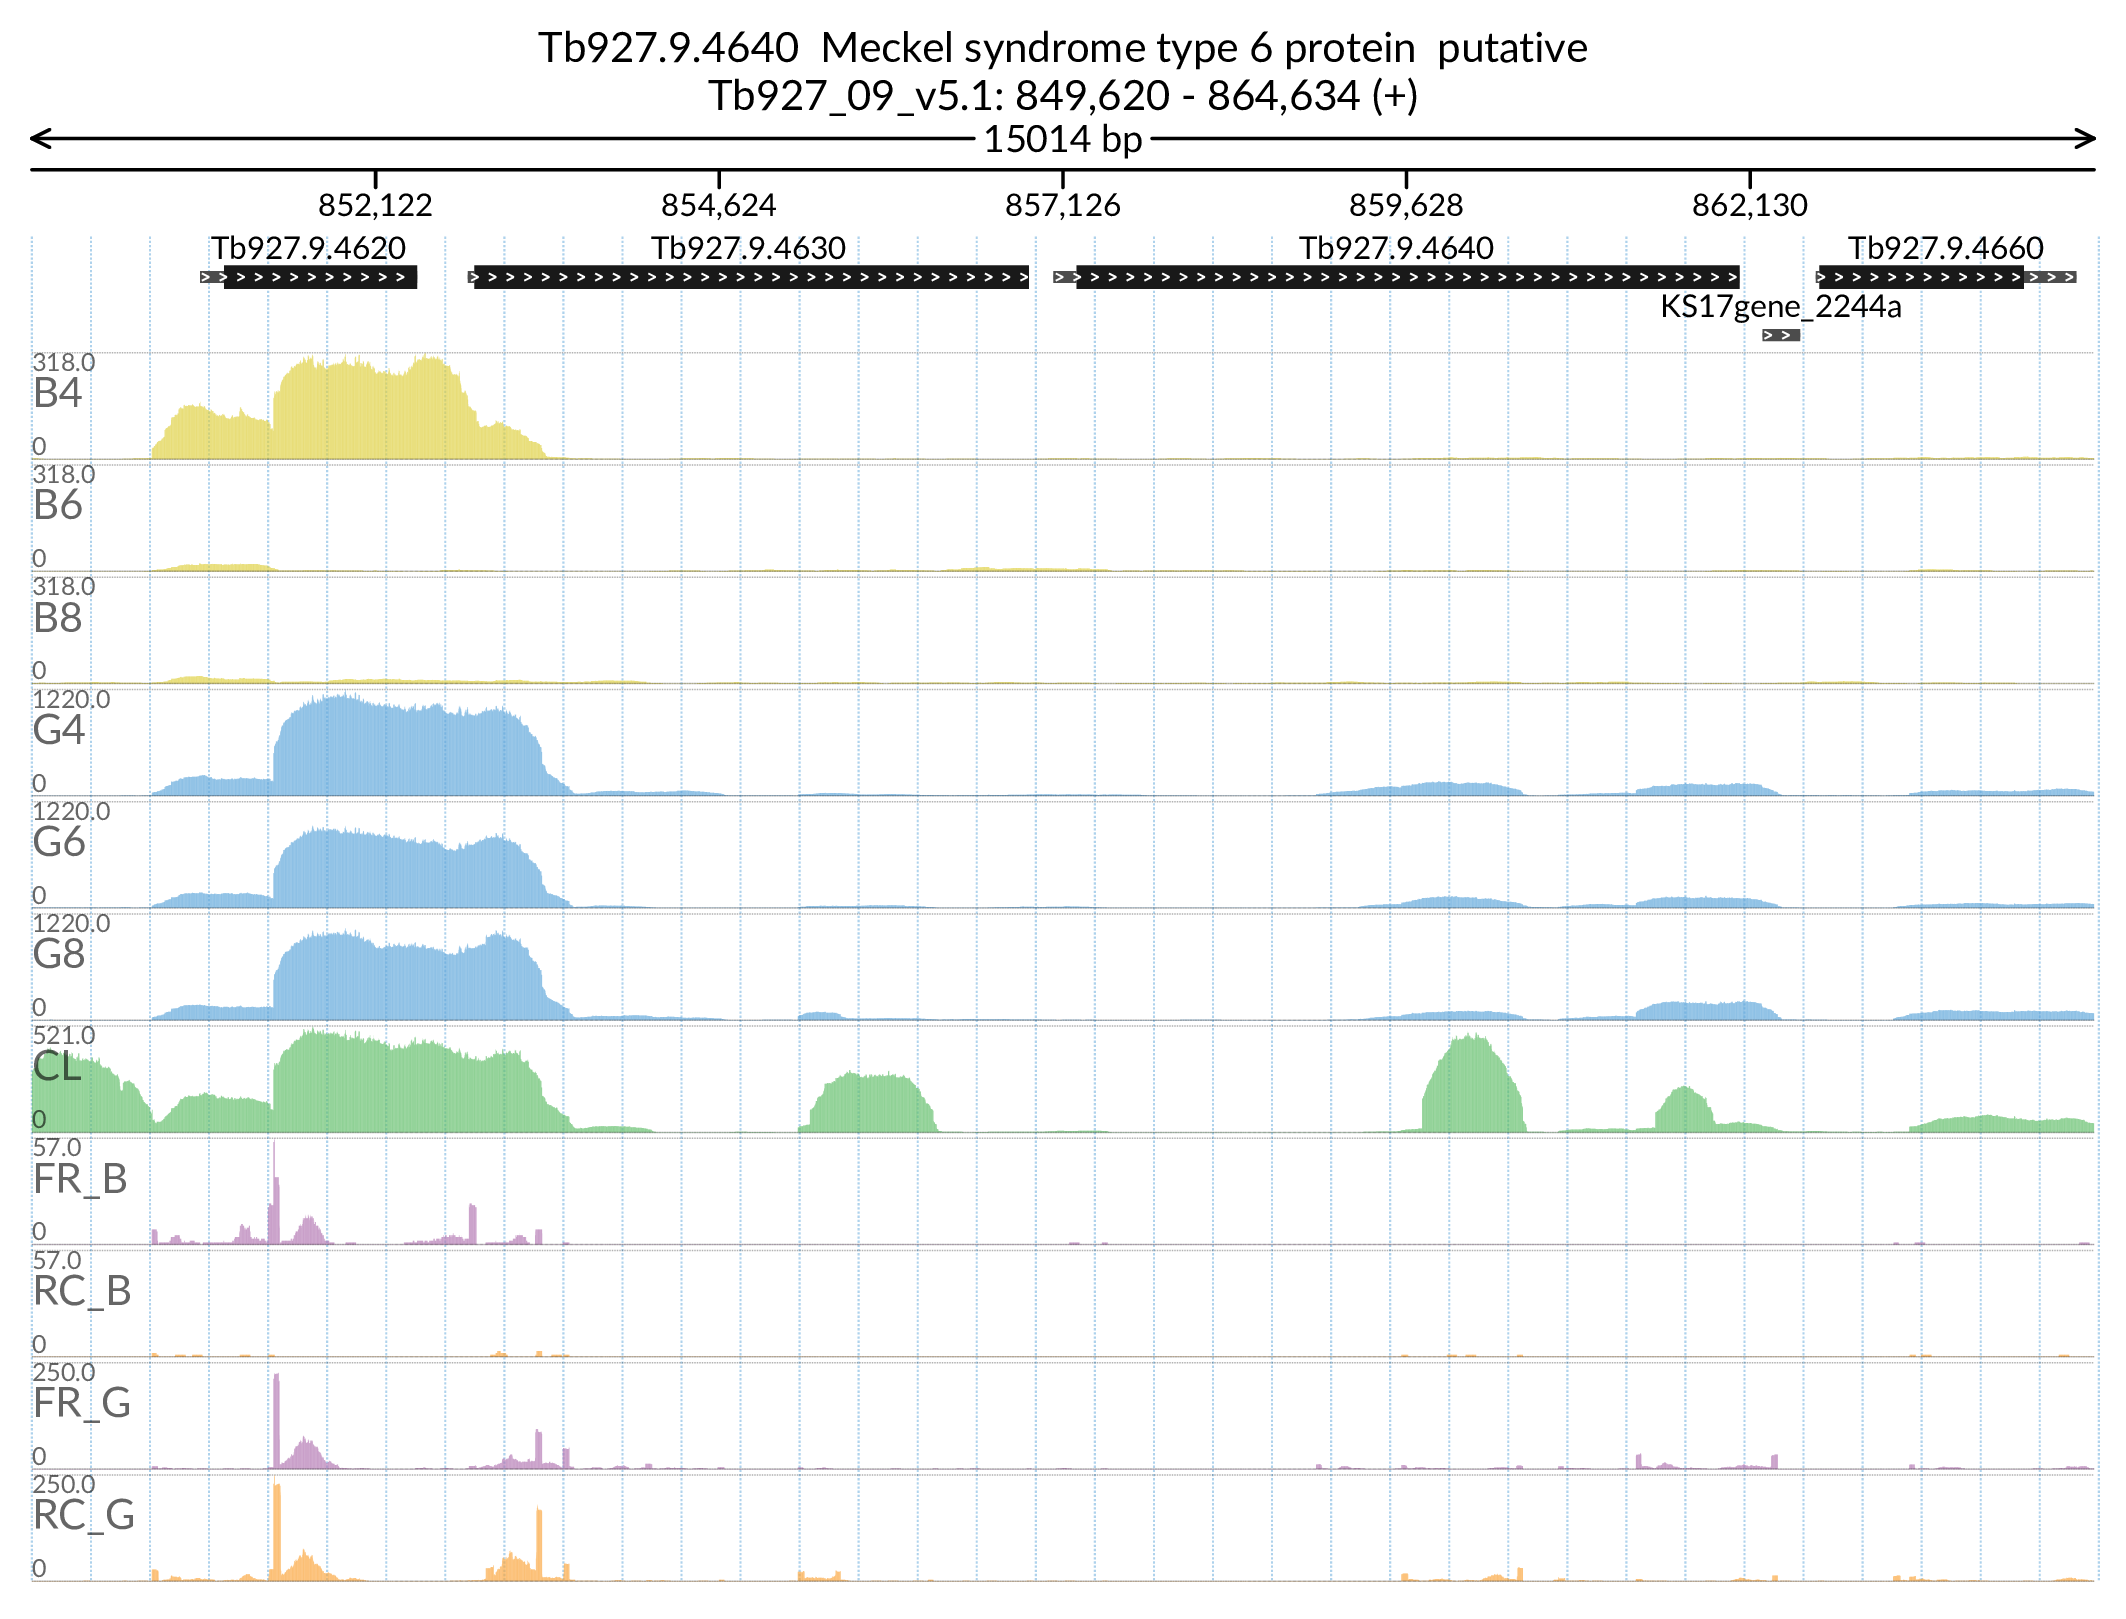 Tb927.9.4640  Meckel syndrome type 6 protein  putative
Tb927_09_v5.1: 849,620 - 864,634 (+)
15014 bp
852,122 854,624 857,126 859,628 862,130
Tb927.9.4620 Tb927.9.4630 Tb927.9.4640 Tb927.9.4660
KS17gene_2244a
318.0
B4
0
318.0
B6
0
318.0
B8
0
1220.0
G4
0
1220.0
G6
0
1220.0
G8
0
521.0
CL
0
57.0
FR_B
0
57.0
RC_B
0
250.0
FR_G
0
250.0
RC_G
0